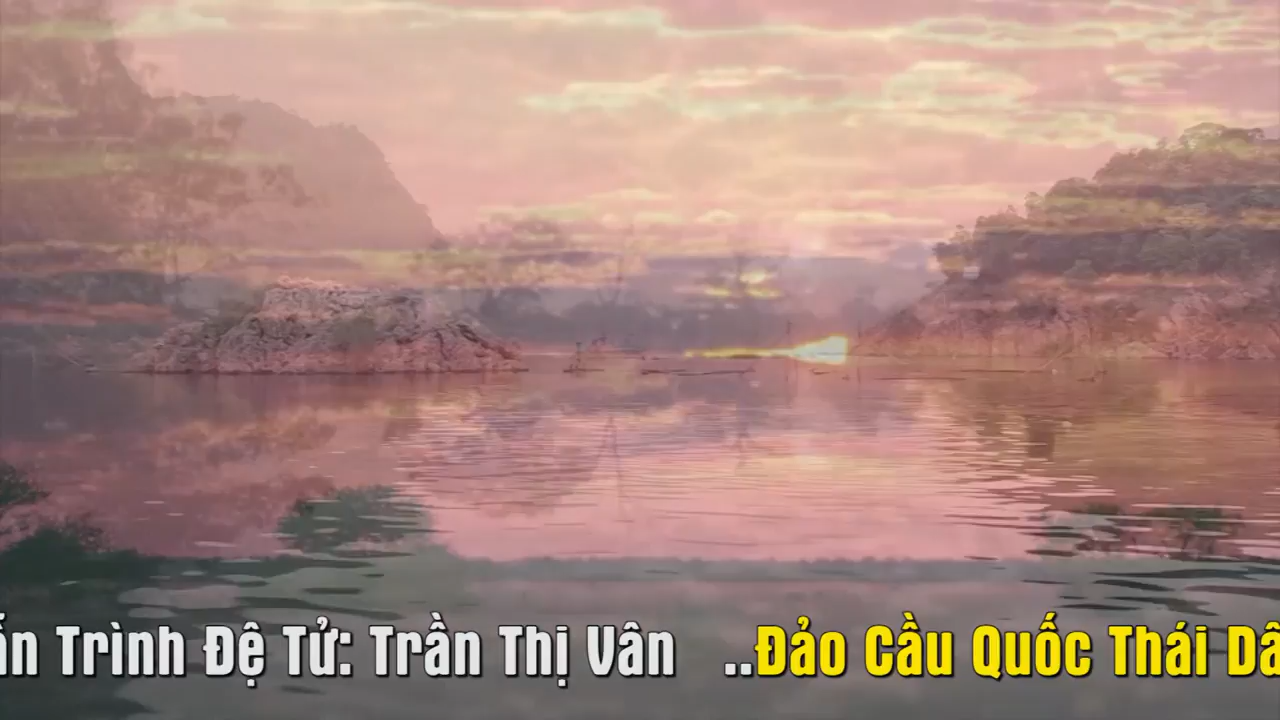 Trình Đệ Tử: Trần Thị Vân ..Đảo Cầu Quốc Thái